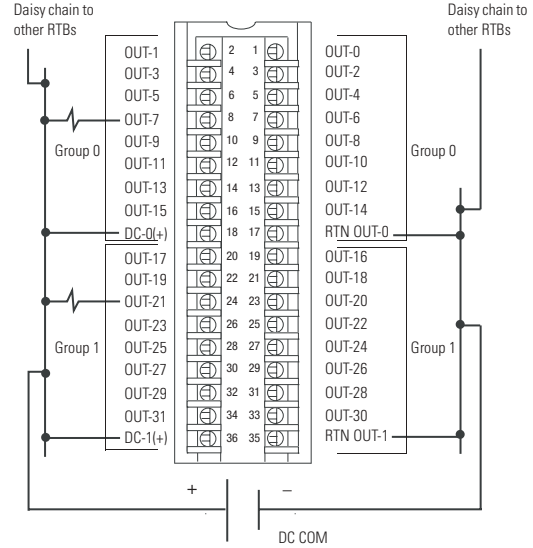 Daisy chain to
other RTBs
Daisy chain to
other RTBs
OUT-1 2 1 OUT-0
OUT-3 4 3 OUT-2
OUT-5 6 5 OUT-4
OUT-7 8 7 OUT-6
OUT-9 10 9 OUT-8
Group 0 Group 0
OUT-11 12 11 OUT-10
OUT-13 14 13 OUT-12
OUT-15 16 15 OUT-14
DC-0(+) 18 17 RTN OUT-0
OUT-17 20 19 OUT-16
OUT-19 22 21 OUT-18
OUT-21 24 23 OUT-20
OUT-23 26 25 OUT-22
Group 1 OUT-25 28 27 OUT-24 Group 1
OUT-27 30 29 OUT-26
OUT-29 32 31 OUT-28
OUT-31 34 33 OUT-30
DC-1(+) 36 35 RTN OUT-1
+ –
DC COM